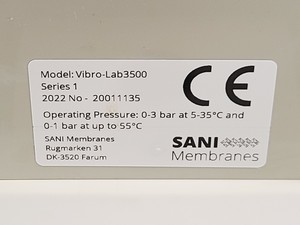 Model: Vibro-Lab3500
Series 1
2022 No - 20011135
CE
Operating Pressure: 0-3 bar at 5-35°C and
0-1 bar at up to 55°C
SANI Membranes
Rugmarken 31
DK-3520 Farum
SANI
Membranes